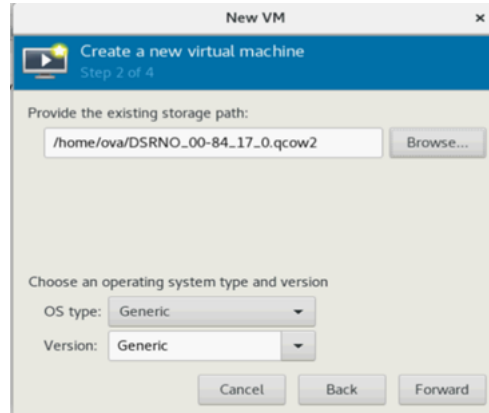 New VM ×
Create a new virtual machine
Step 2 of 4
Provide the existing storage path:
/home/ova/DSRNO_00-84_17_0.qcow2 Browse...
Choose an operating system type and version
OS type: Generic
Version: Generic
Cancel Back Forward